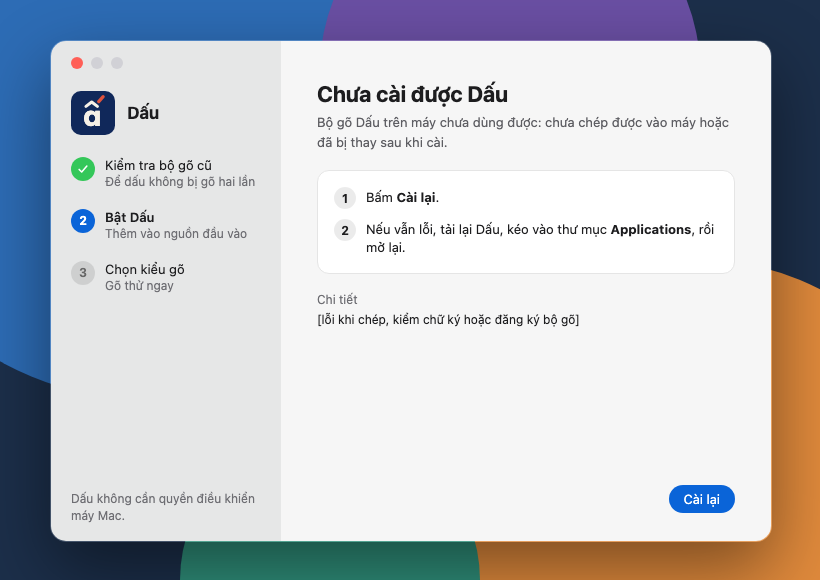 ấ
Dấu
Kiểm tra bộ gõ cũ
Để dấu không bị gõ hai lần
2
Bật Dấu
Thêm vào nguồn đầu vào
3
Chọn kiểu gõ
Gõ thử ngay
Dấu không cần quyền điều khiển
máy Mac.
Chưa cài được Dấu
Bộ gõ Dấu trên máy chưa dùng được: chưa chép được vào máy hoặc
đã bị thay sau khi cài.
1 Bấm Cài lại.
2 Nếu vẫn lỗi, tải lại Dấu, kéo vào thư mục Applications, rồi
mở lại.
Chi tiết
[lỗi khi chép, kiểm chữ ký hoặc đăng ký bộ gõ]
Cài lại